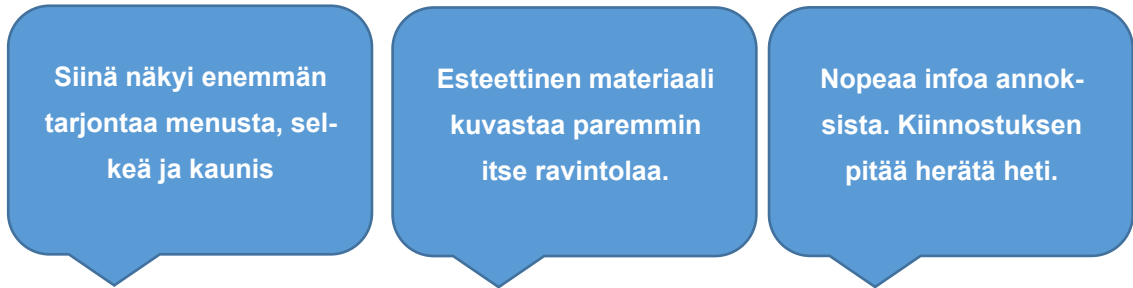 Siinä näkyi enemmän
tarjontaa menusta, sel-
keä ja kaunis
Esteettinen materiaali
kuvastaa paremmin
itse ravintolaa.
Nopeaa infoa annok-
sista. Kiinnostuksen
pitää herätä heti.